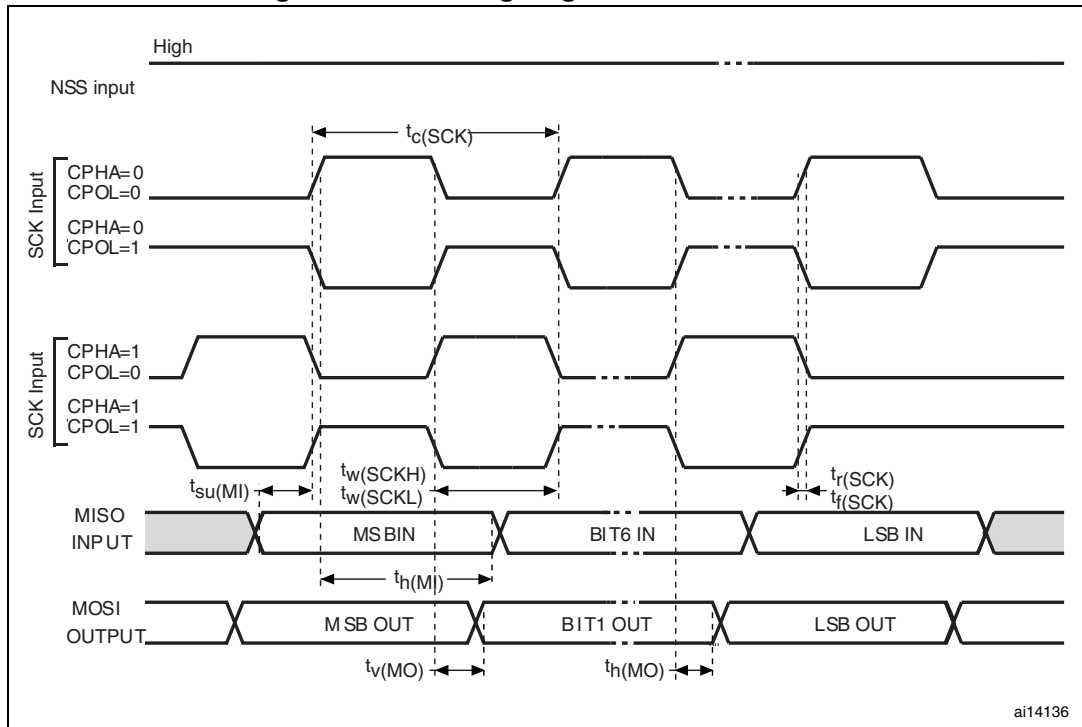 High
NSS input
tc(SCK)
SCK Input
CPHA=0
CPOL=0
CPHA=0
CPOL=1
SCK Input
CPHA=1
CPOL=0
CPHA=1
CPOL=1
tsu(MI)
tw(SCKH)
tw(SCKL)
tr(SCK)
tf(SCK)
MISO
INPUT
MSBIN
BIT6 IN
LSB IN
th(MI)
MOSI
OUTPUT
MSB OUT
BIT1 OUT
LSB OUT
tv(MO)
th(MO)
ai14136